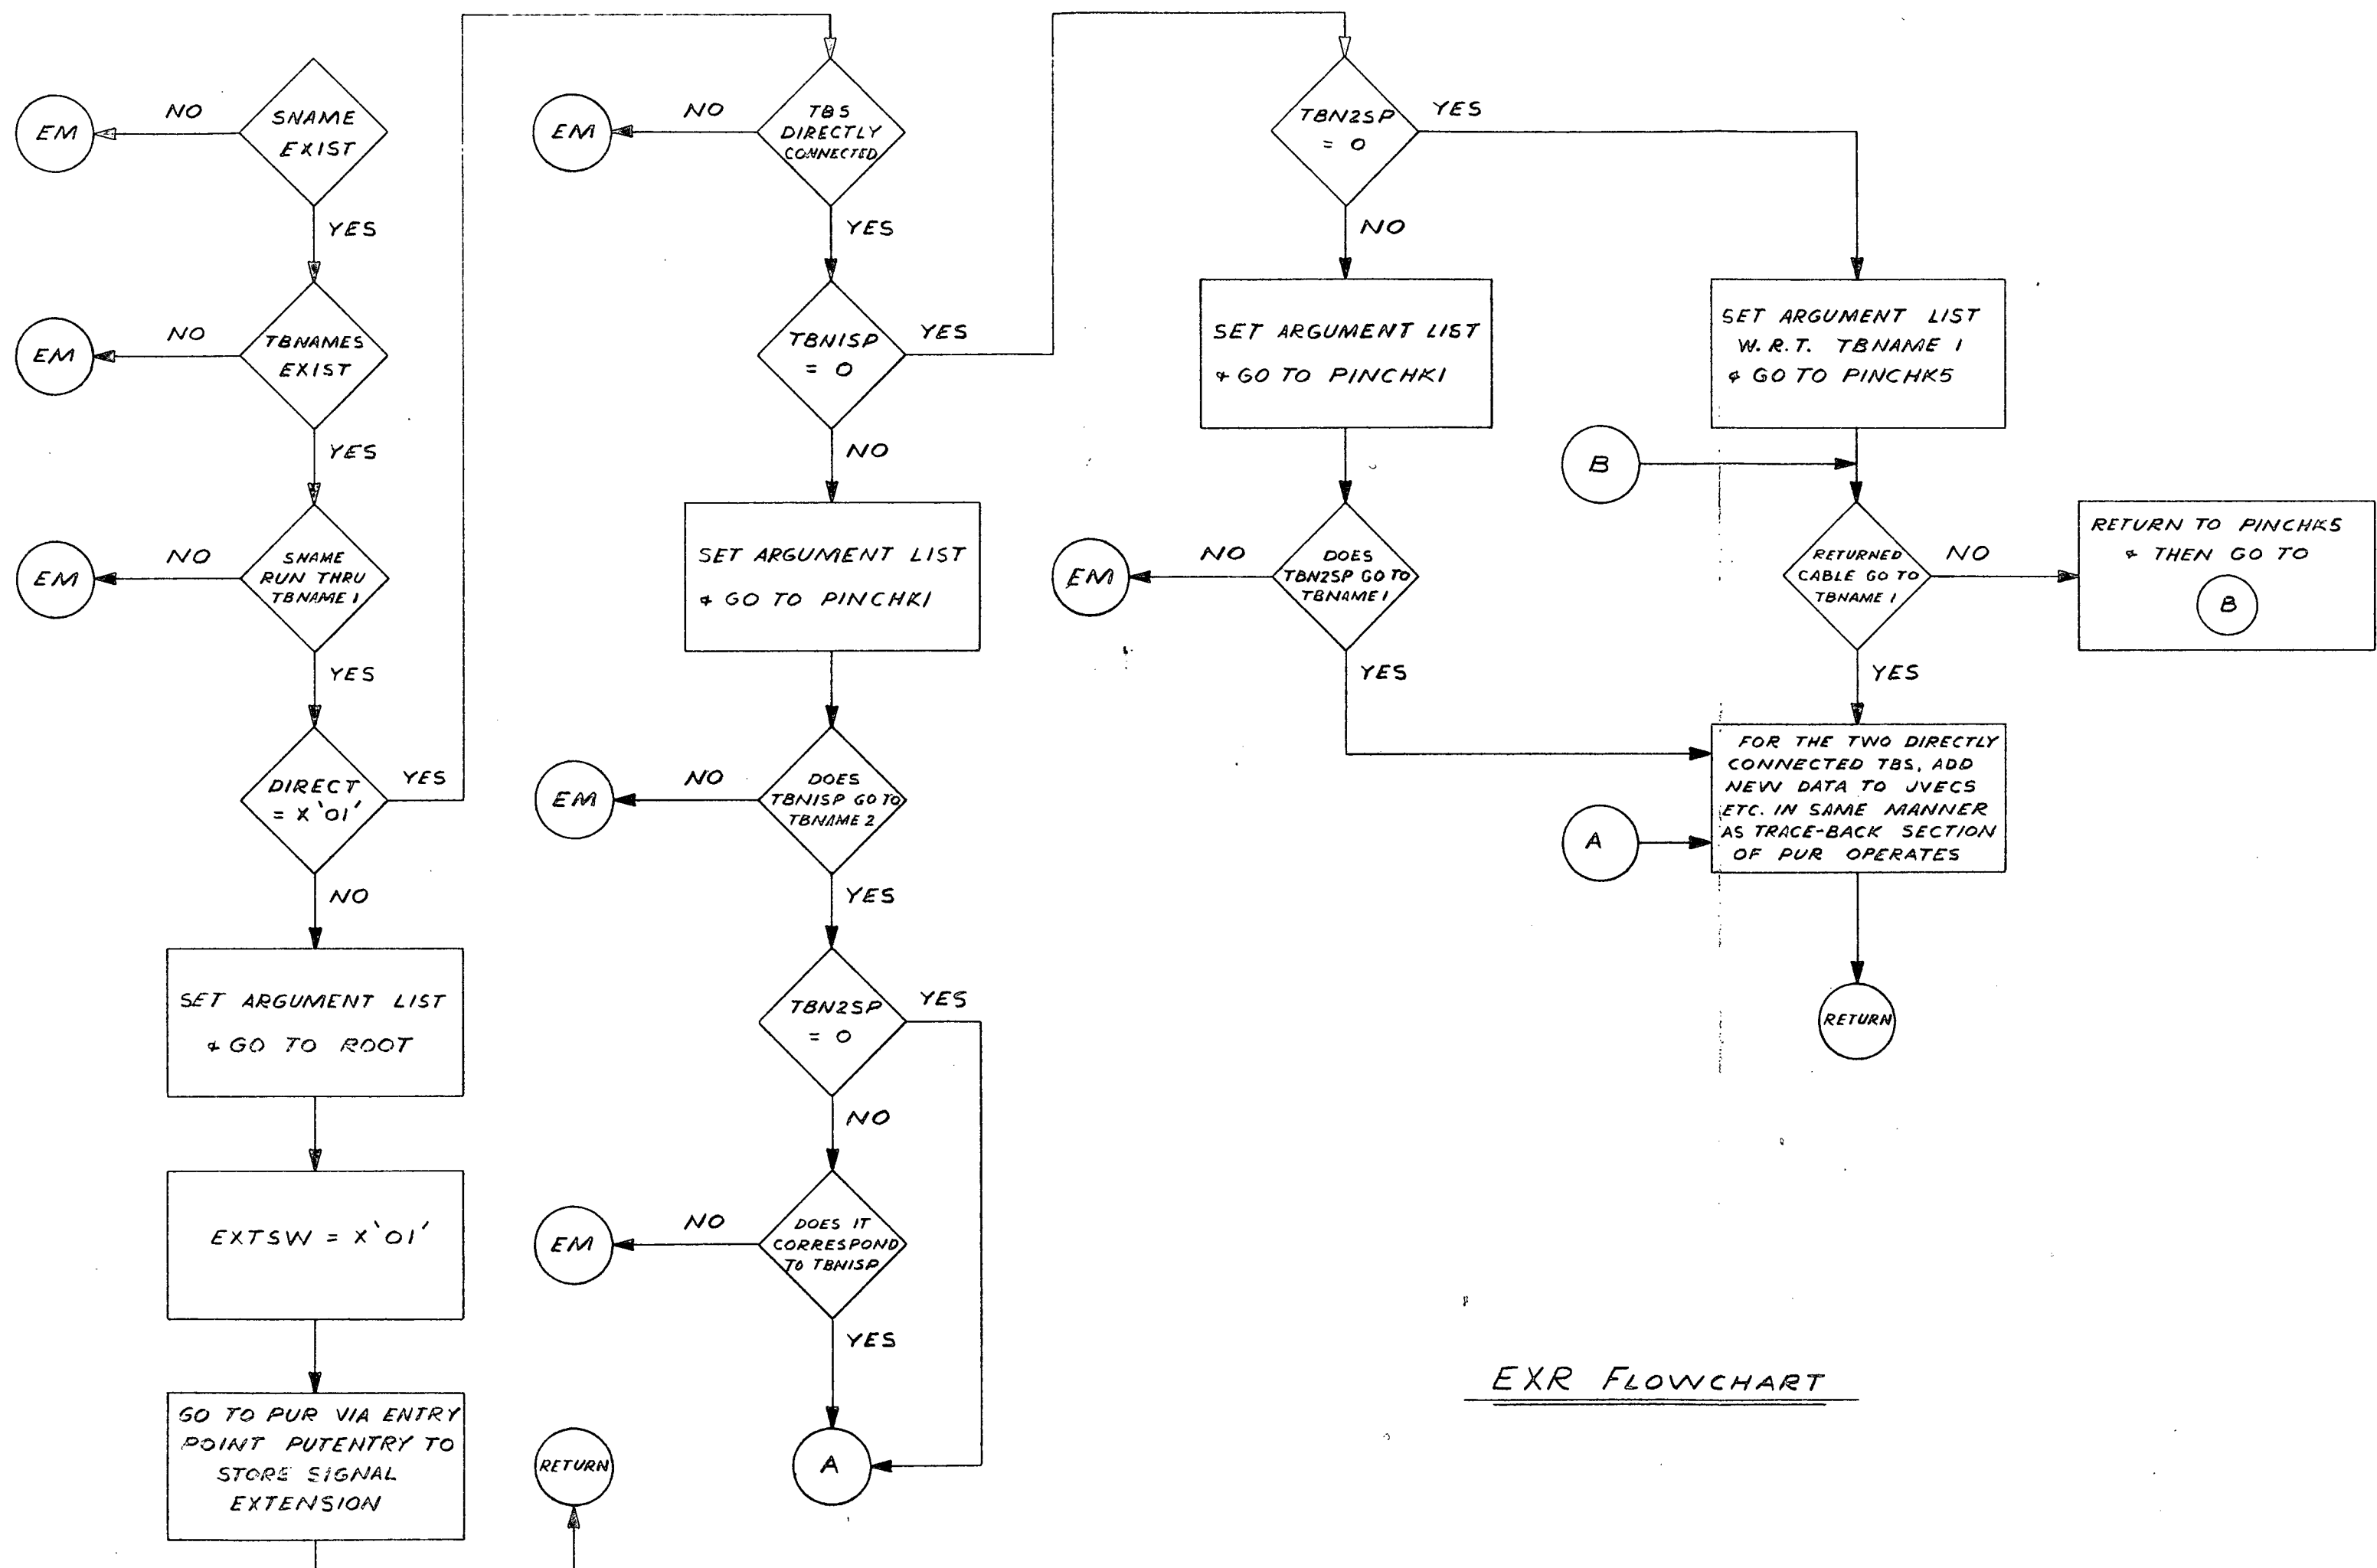 EM
NO
SNAME
EXIST
YES
EM
NO
TBNAMES
EXIST
YES
EM
NO
SNAME
RUN THRU
TBNAME 1
YES
DIRECT
= X'01'
YES
NO
SET ARGUMENT LIST
& GO TO ROOT
EXTSW = X'01'
GO TO PUR VIA ENTRY
POINT PUTENTRY TO
STORE SIGNAL
EXTENSION
RETURN
EM
NO
TBS
DIRECTLY
CONNECTED
YES
TBN1SP
= 0
YES
NO
SET ARGUMENT LIST
& GO TO PINCHK1
EM
NO
DOES
TBN1SP GO TO
TBNAME 2
YES
TBN2SP
= 0
YES
NO
EM
NO
DOES IT
CORRESPOND
TO TBN1SP
YES
A
TBN2SP
= 0
YES
NO
SET ARGUMENT LIST
& GO TO PINCHK1
EM
NO
DOES
TBN2SP GO TO
TBNAME 1
YES
SET ARGUMENT LIST
W.R.T. TBNAME 1
& GO TO PINCHK5
B
RETURNED
CABLE GO TO
TBNAME 1
NO
RETURN TO PINCHK5
& THEN GO TO
B
YES
FOR THE TWO DIRECTLY
CONNECTED TBS, ADD
NEW DATA TO JVECS
ETC. IN SAME MANNER
AS TRACE-BACK SECTION
OF PUR OPERATES
A
RETURN
EXR FLOWCHART